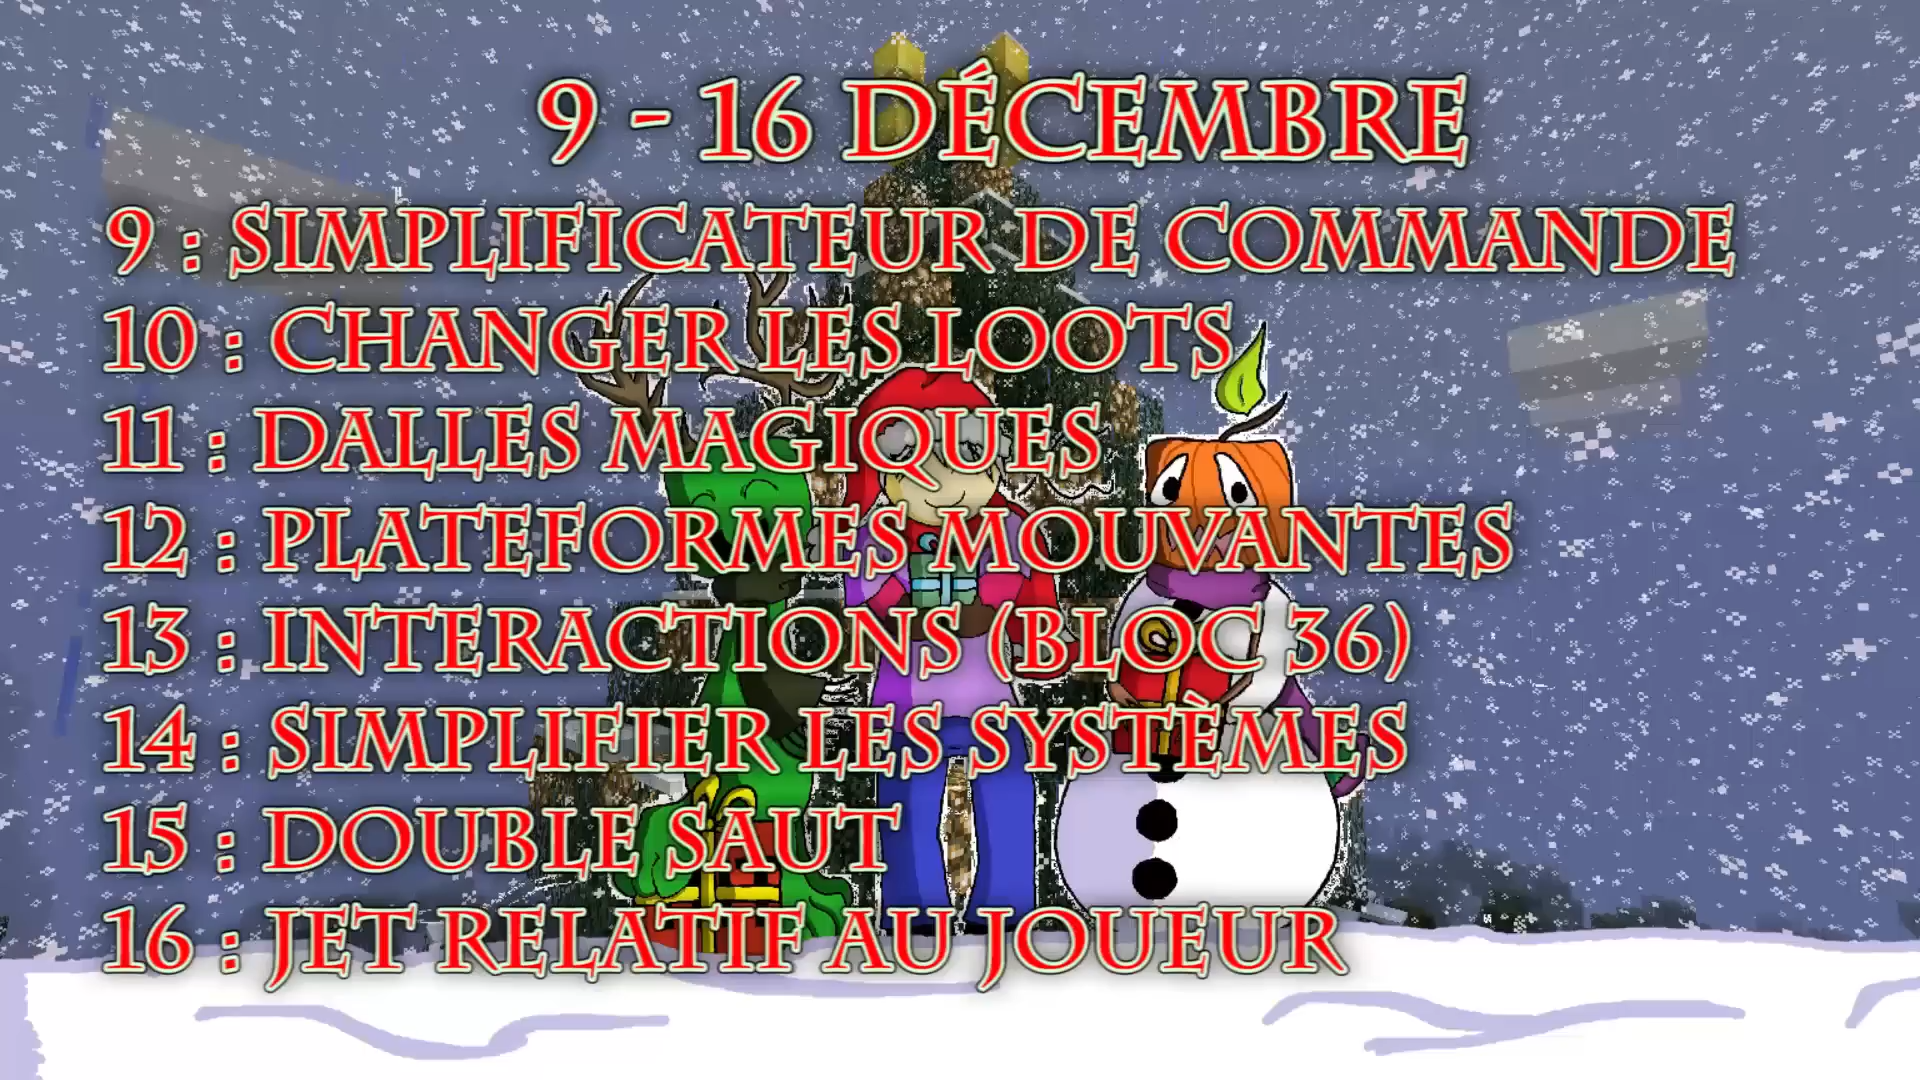 9 - 16 DÉCEMBRE
9 : SIMPLIFICATEUR DE COMMANDE
10 : CHANGER LES LOOTS
11 : DALLES MAGIQUES
12 : PLATEFORMES MOUVANTES
13 : INTERACTIONS (BLOC 36)
14 : SIMPLIFIER LES SYSTÈMES
15 : DOUBLE SAUT
16 : JET RELATIF AU JOUEUR